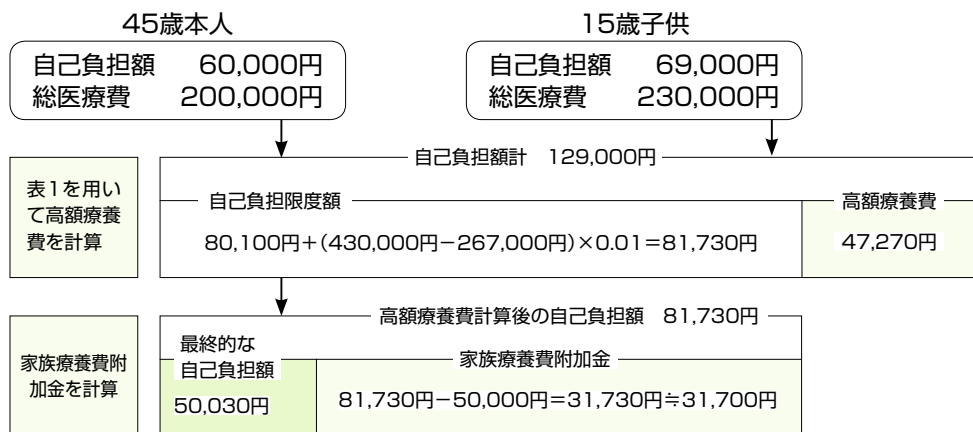 45歳本人
自己負担額 60,000円
総医療費 200,000円
15歳子供
自己負担額 69,000円
総医療費 230,000円
表1を用い
て高額療養
費を計算
自己負担額計 129,000円
自己負担限度額
80,100円+(430,000円−267,000円)×0.01=81,730円
高額療養費
47,270円
家族療養費附
加金を計算
高額療養費計算後の自己負担額 81,730円
最終的な
自己負担額
50,030円
家族療養費附加金
81,730円−50,000円=31,730円≒31,700円